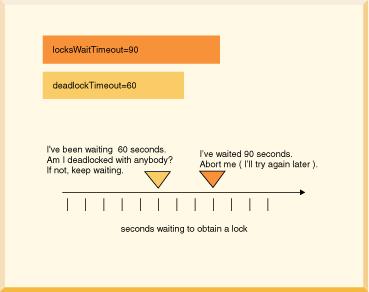 locksWaitTimeout=90
deadlockTimeout=60
I've been waiting 60 seconds.
Am I deadlocked with anybody?
If not, keep waiting.
I've waited 90 seconds.
Abort me ( I'll try again later ).
seconds waiting to obtain a lock